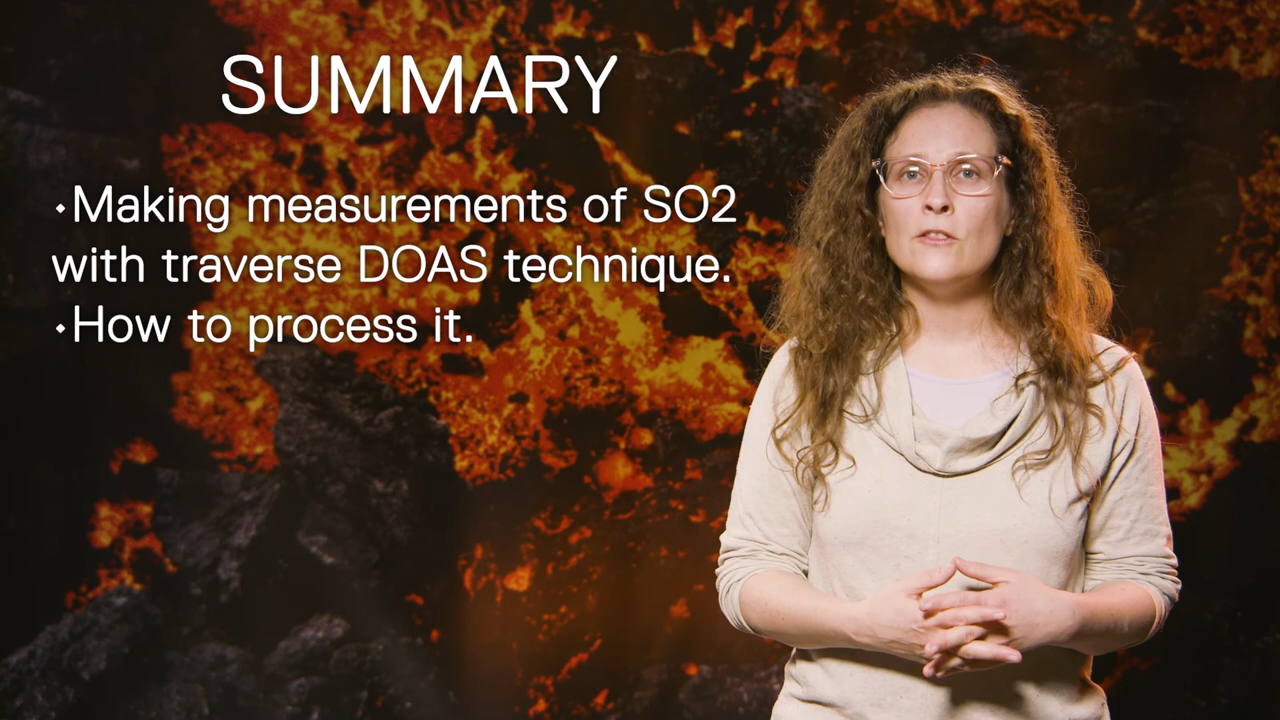 SUMMARY
•Making measurements of SO2
with traverse DOAS technique.
•How to process it.